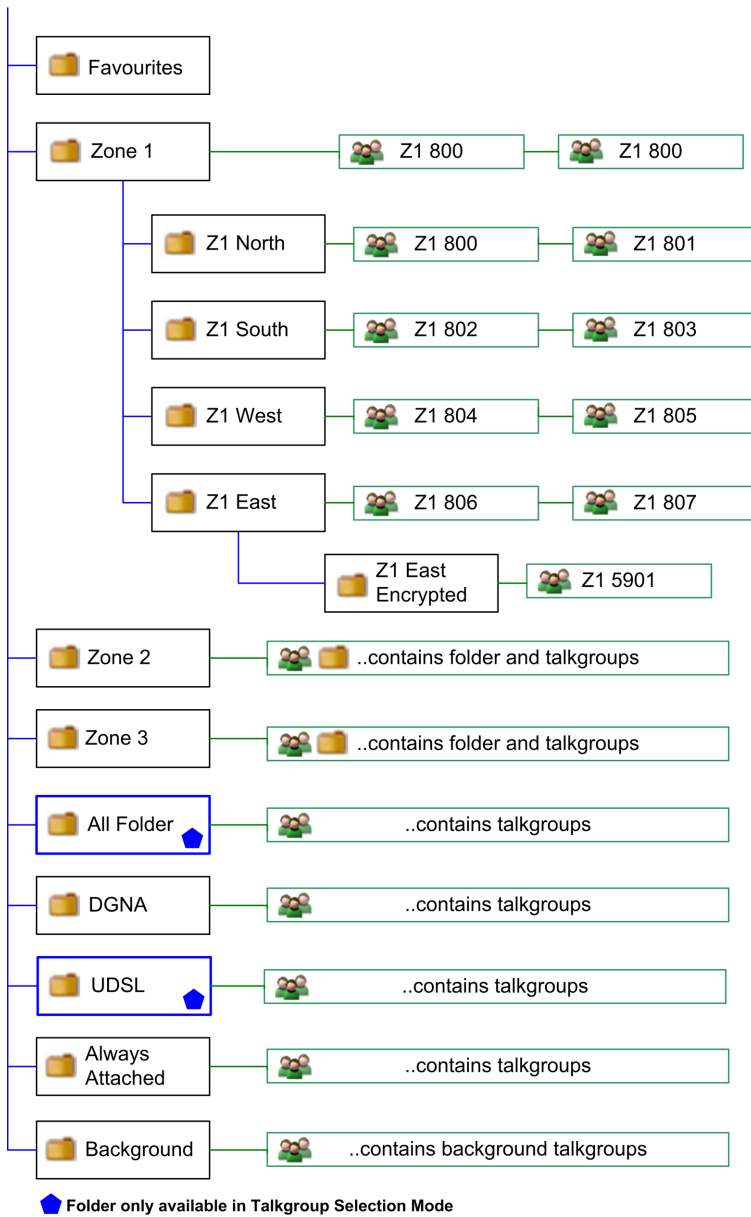 Favourites
Zone 1
Z1 800
Z1 800
Z1 North
Z1 800
Z1 801
Z1 South
Z1 802
Z1 803
Z1 West
Z1 804
Z1 805
Z1 East
Z1 806
Z1 807
Z1 East
Encrypted
Z1 5901
Zone 2
..contains folder and talkgroups
Zone 3
..contains folder and talkgroups
All Folder
..contains talkgroups
DGNA
..contains talkgroups
UDSL
..contains talkgroups
Always
Attached
..contains talkgroups
Background
..contains background talkgroups
Folder only available in Talkgroup Selection Mode